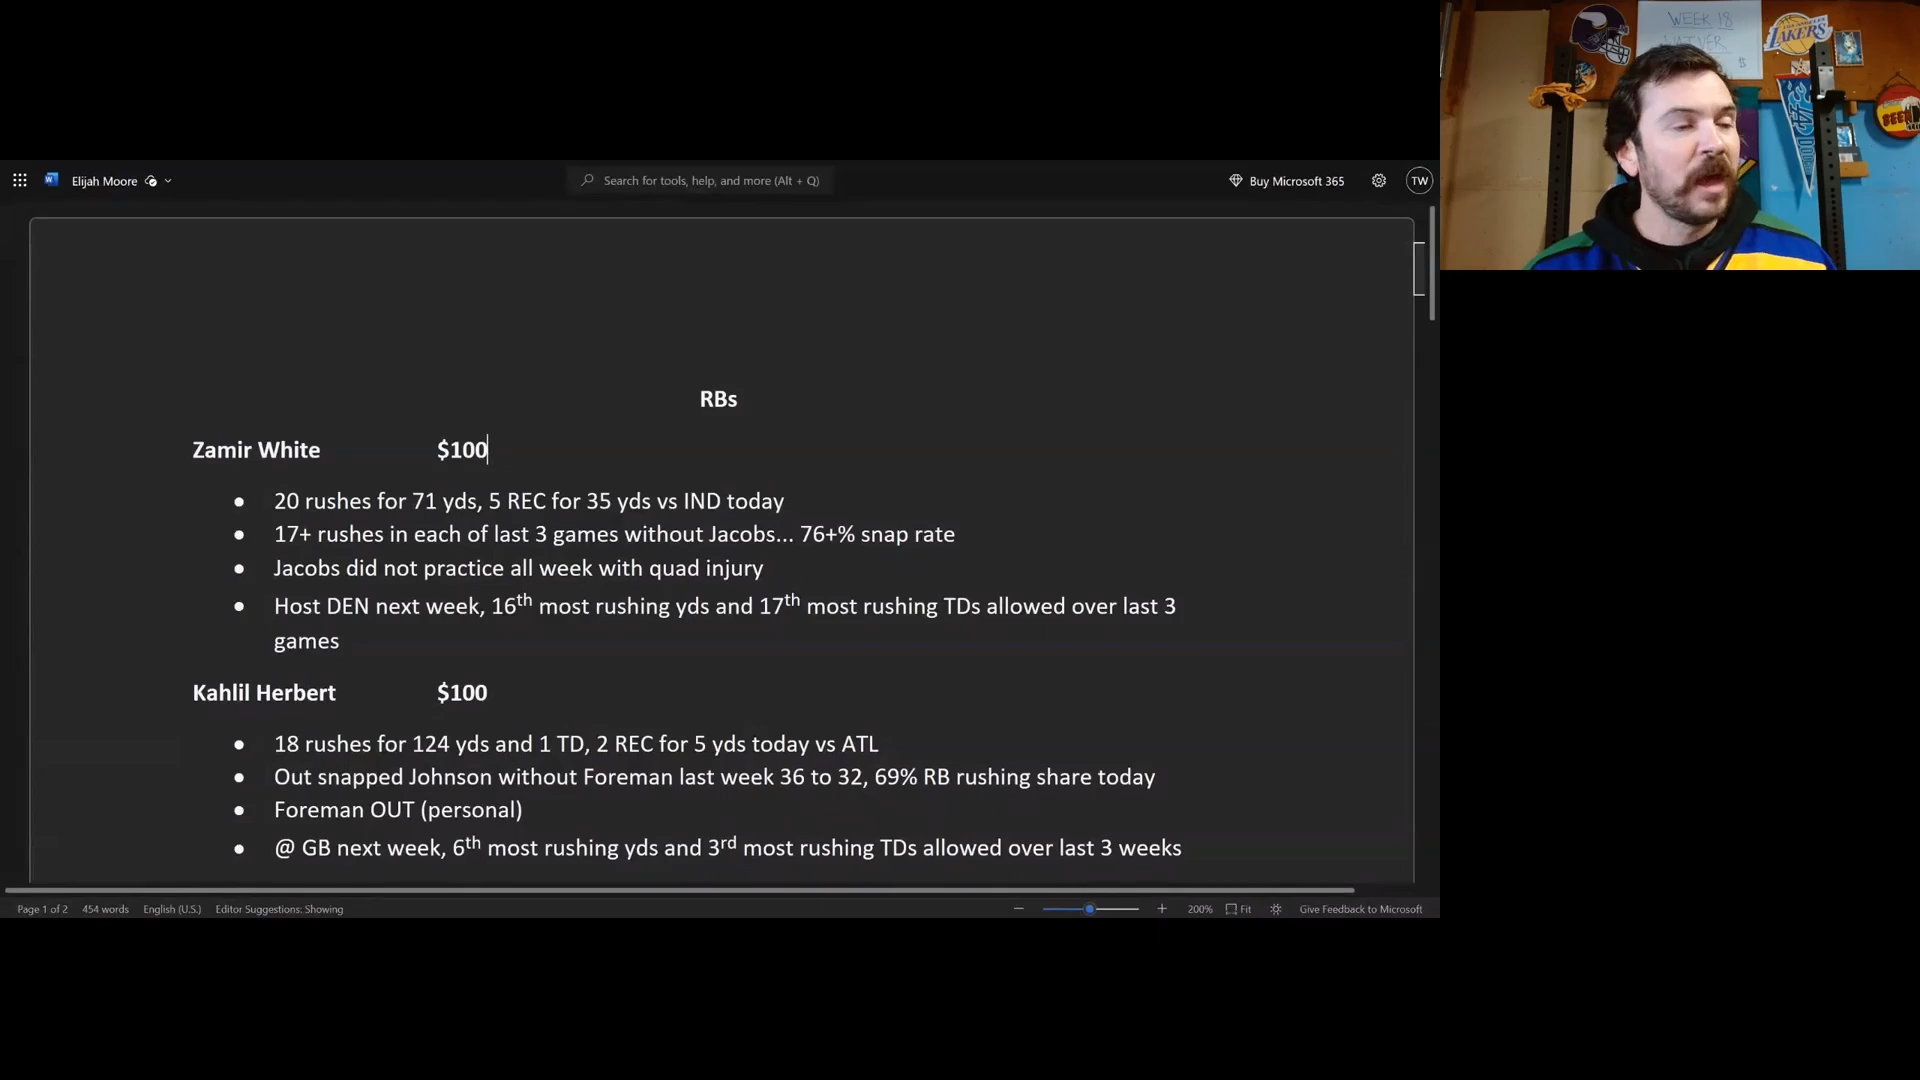 Elijah Moore
Search for tools, help, and more (Alt + Q)
Buy Microsoft 365
TW
RBs
Zamir White $100
20 rushes for 71 yds, 5 REC for 35 yds vs IND today
17+ rushes in each of last 3 games without Jacobs... 76+% snap rate
Jacobs did not practice all week with quad injury
Host DEN next week, 16th most rushing yds and 17th most rushing TDs allowed over last 3
games
Kahlil Herbert $100
18 rushes for 124 yds and 1 TD, 2 REC for 5 yds today vs ATL
Out snapped Johnson without Foreman last week 36 to 32, 69% RB rushing share today
Foreman OUT (personal)
@ GB next week, 6th most rushing yds and 3rd most rushing TDs allowed over last 3 weeks
Page 1 of 2 454 words English (U.S.) Editor Suggestions: Showing
200% Fit Give Feedback to Microsoft
WEEK 18
$
LAKERS